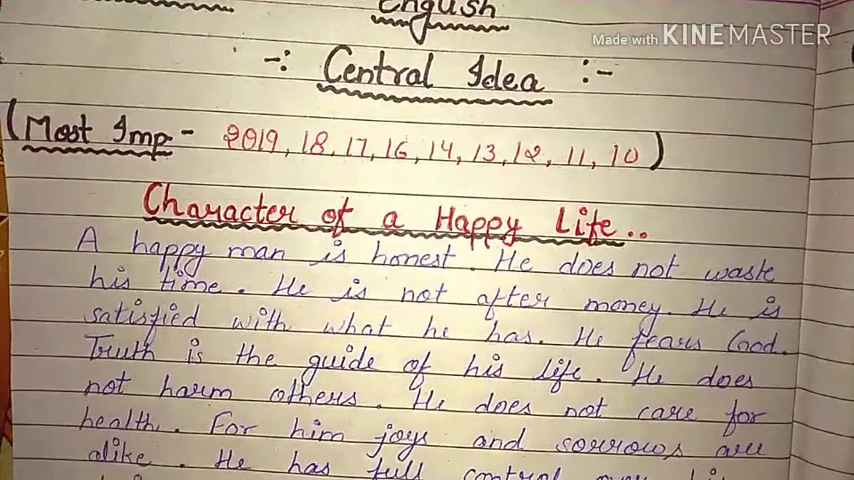 English
Made with KINEMASTER
-: Central Idea :-
(Most Imp - 2019, 18, 17, 16, 14, 13, 12, 11, 10)
Character of a Happy Life..
A happy man is honest. He does not waste
his time. He is not after money. He is
satisfied with what he has. He fears God.
Truth is the guide of his life. He does
not harm others. He does not care for
health. For him joys and sorrows are
alike. He has full control over his